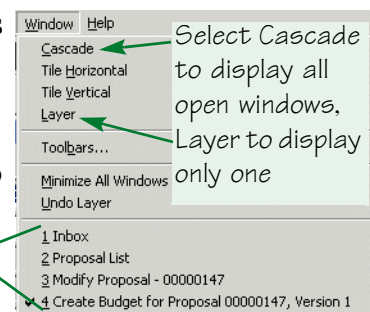 Window Help
Cascade
Tile Horizontal
Tile Vertical
Layer
Toolbars...
Minimize All Windows
Undo Layer
1 Inbox
2 Proposal List
3 Modify Proposal - 00000147
4 Create Budget for Proposal 00000147, Version 1
Select Cascade
to display all
open windows,
Layer to display
only one